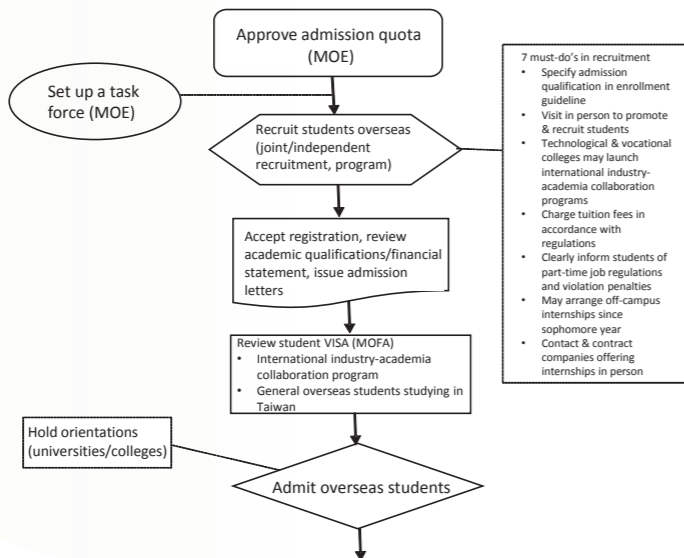 Approve admission quota
(MOE)
Set up a task
force (MOE)
Recruit students overseas
(joint/independent
recruitment, program)
7 must-do's in recruitment
• Specify admission
qualification in enrollment
guideline
• Visit in person to promote
& recruit students
• Technological & vocational
colleges may launch
international industry-
academia collaboration
programs
• Charge tuition fees in
accordance with
regulations
• Clearly inform students of
part-time job regulations
and violation penalties
• May arrange off-campus
internships since
sophomore year
• Contact & contract
companies offering
internships in person
Accept registration, review
academic qualifications/financial
statement, issue admission
letters
Review student VISA (MOFA)
• International industry-academia
collaboration program
• General overseas students studying in
Taiwan
Hold orientations
(universities/colleges)
Admit overseas students